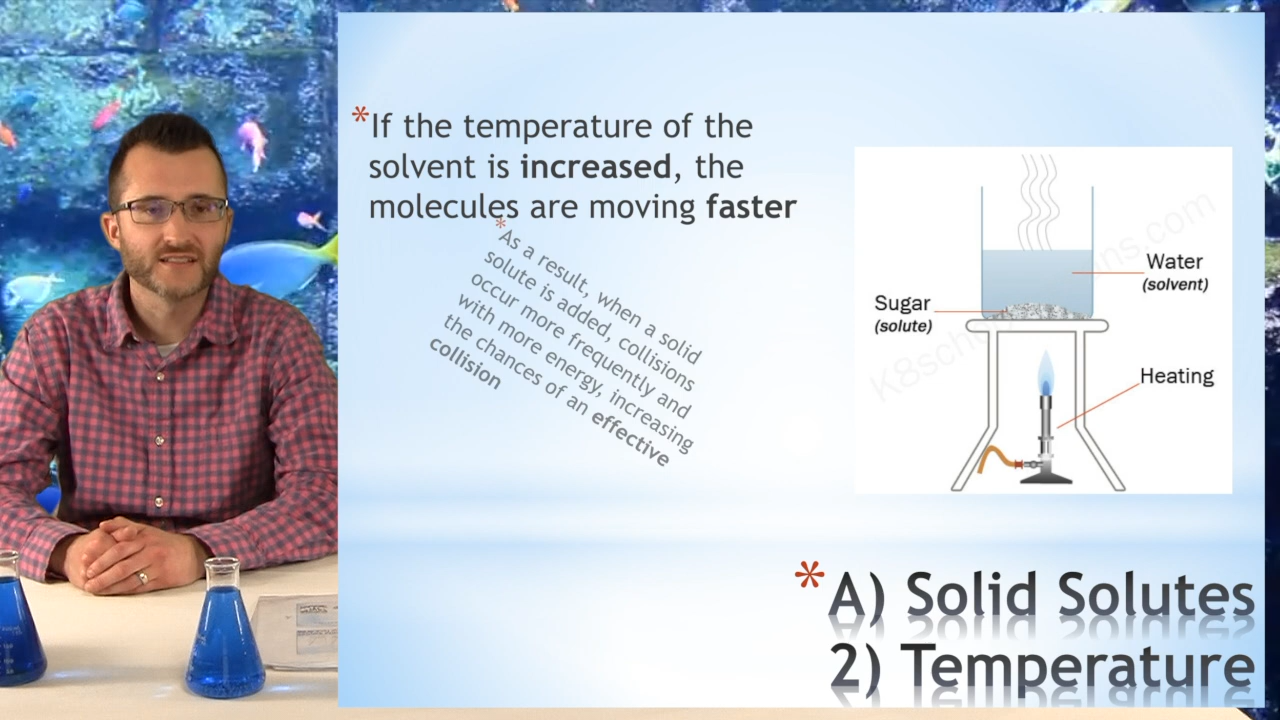 *If the temperature of the
solvent is increased, the
molecules are moving faster
*As a result, when a solid
solute is added, collisions
occur more frequently and
with more energy, increasing
the chances of an effective
collision
Water
(solvent)
Sugar
(solute)
Heating
*A) Solid Solutes
2) Temperature